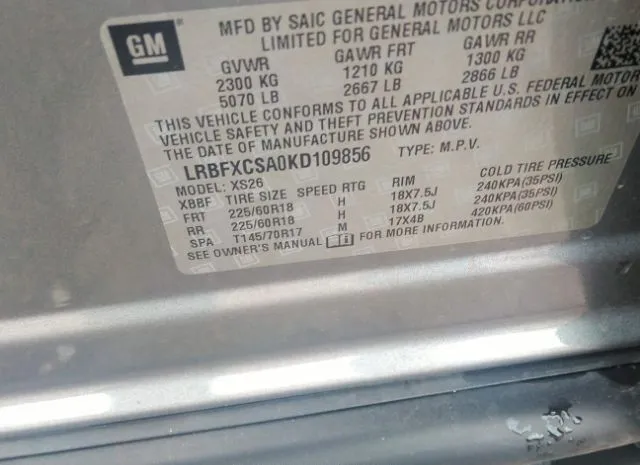 GM
MFD BY SAIC GENERAL MOTORS CORPORATION
LIMITED FOR GENERAL MOTORS LLC
GVWR GAWR FRT GAWR RR
2300 KG 1210 KG 1300 KG
5070 LB 2667 LB 2866 LB
THIS VEHICLE CONFORMS TO ALL APPLICABLE U.S. FEDERAL MOTOR
VEHICLE SAFETY AND THEFT PREVENTION STANDARDS IN EFFECT ON
THE DATE OF MANUFACTURE SHOWN ABOVE.
LRBFXCSA0KD109856 TYPE: M.P.V.
MODEL: XS26
XBBF TIRE SIZE SPEED RTG RIM COLD TIRE PRESSURE
FRT 225/60R18 H 18X7.5J 240KPA(35PSI)
RR 225/60R18 H 18X7.5J 240KPA(35PSI)
SPA T145/70R17 M 17X4B 420KPA(60PSI)
SEE OWNER'S MANUAL FOR MORE INFORMATION.